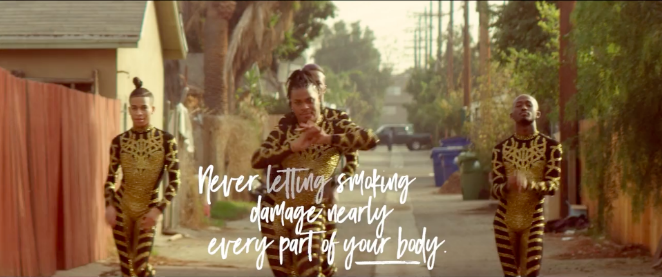 Never letting smoking
damage nearly
every part of your body.